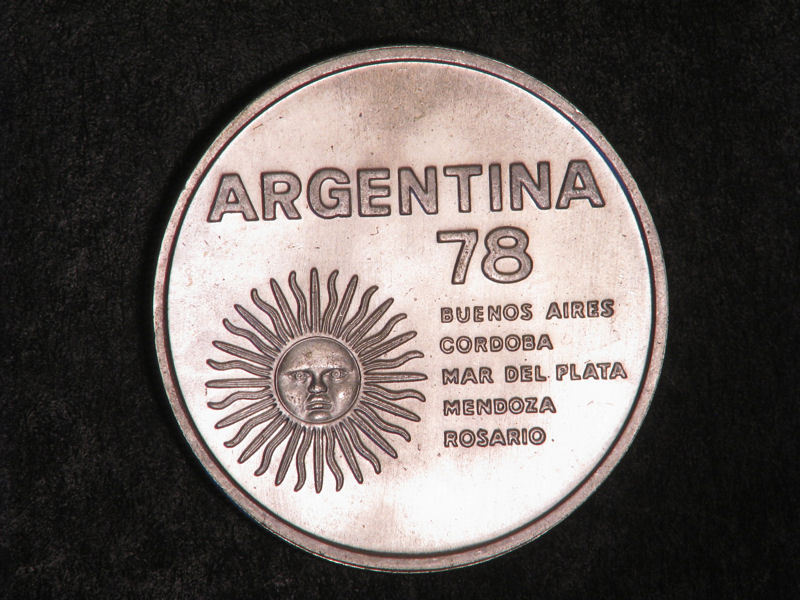 ARGENTINA
78
BUENOS AIRES
CORDOBA
MAR DEL PLATA
MENDOZA
ROSARIO